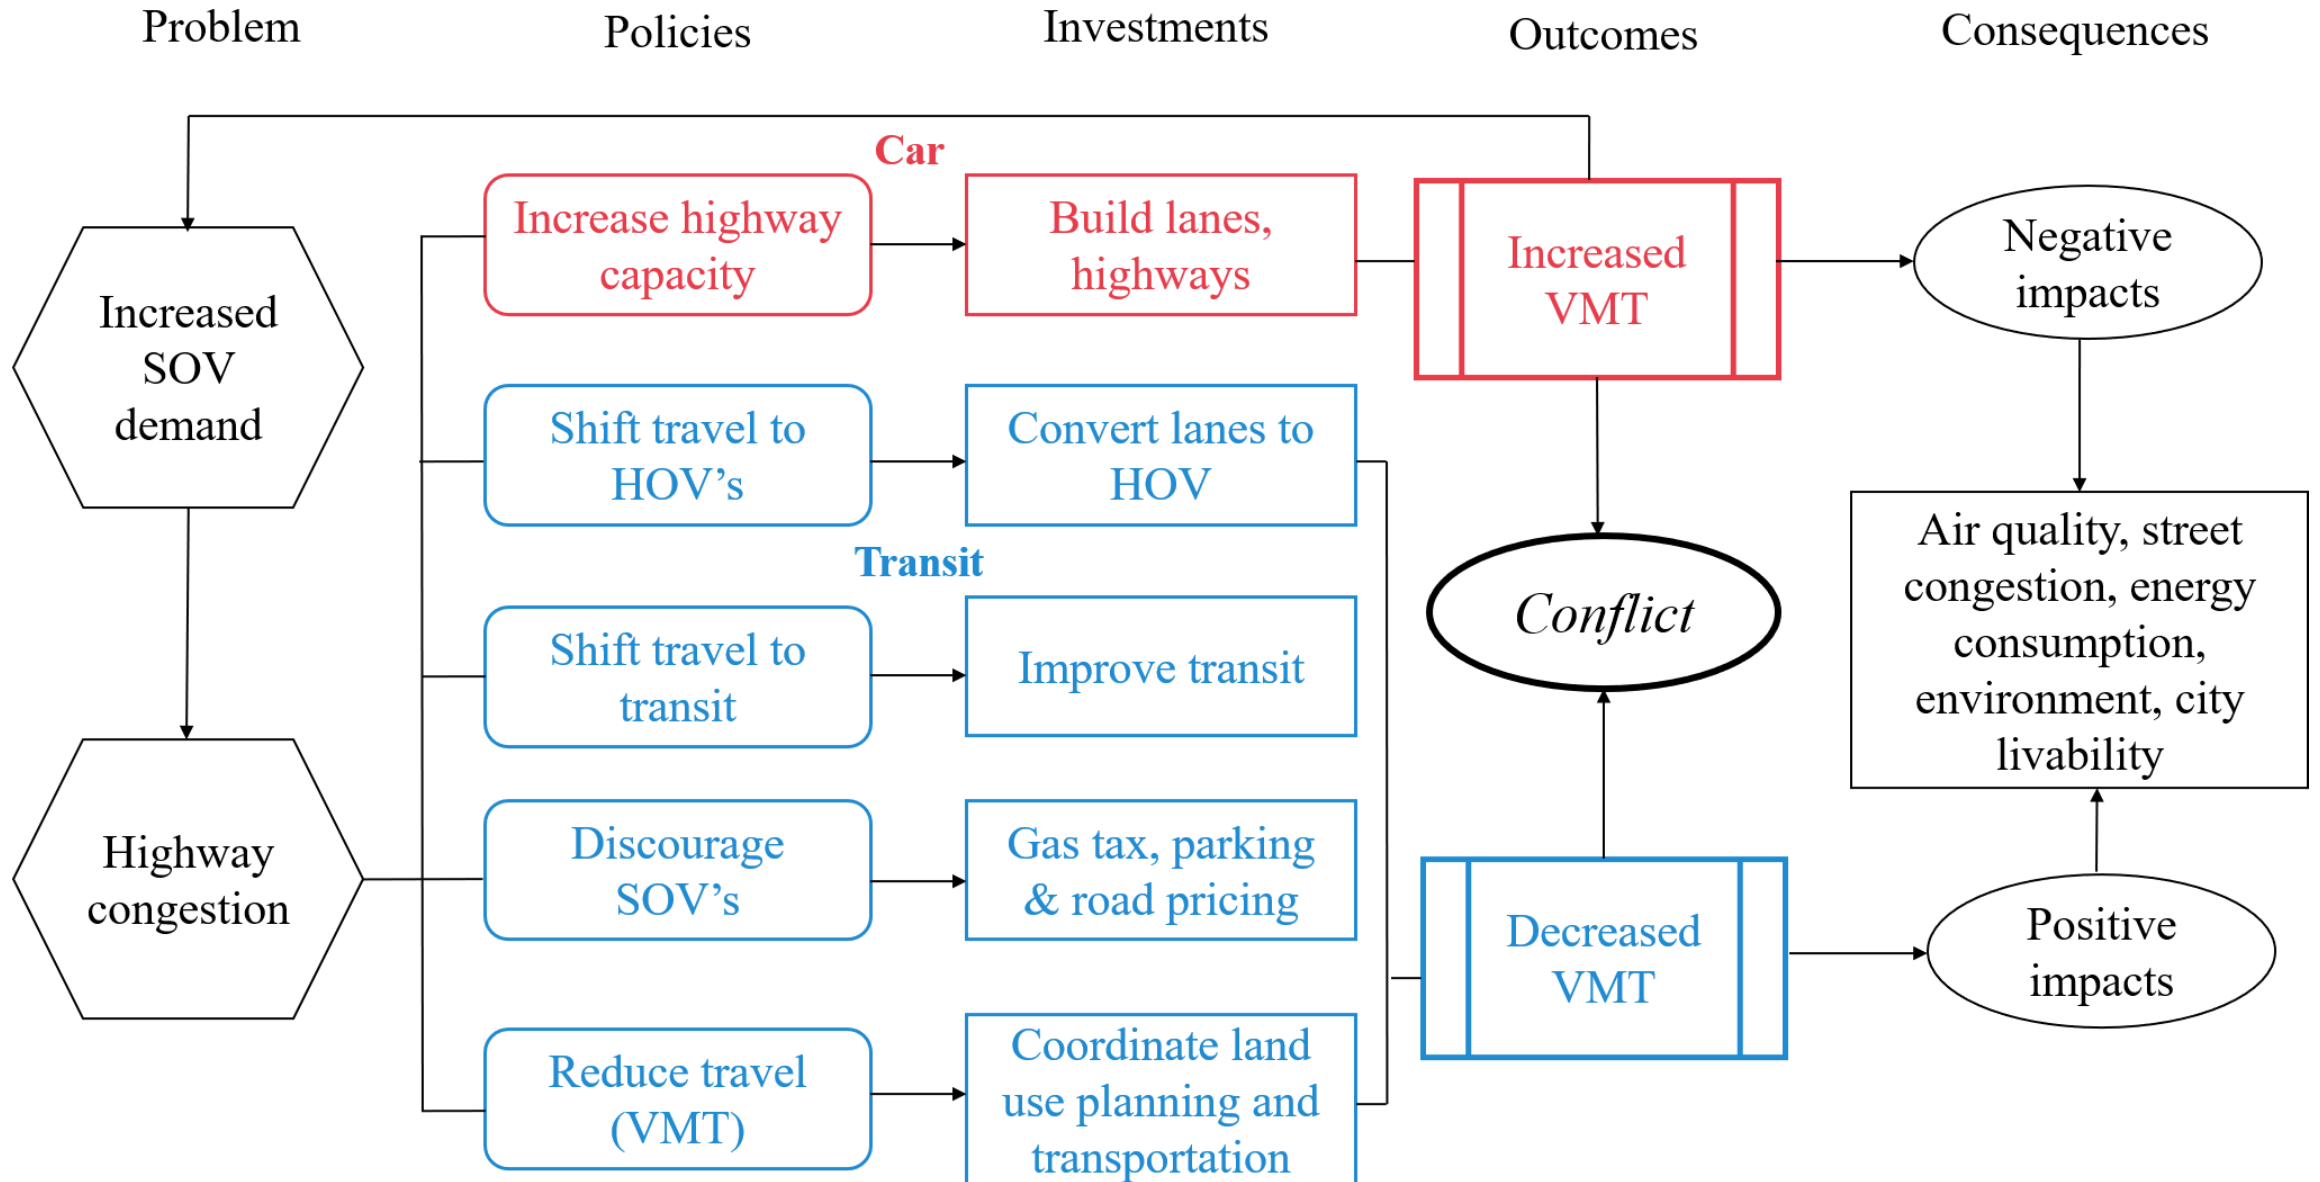 Problem
Policies
Investments
Outcomes
Consequences
Car
Increased
SOV
demand
Highway
congestion
Increase highway
capacity
Build lanes,
highways
Shift travel to
HOV’s
Convert lanes to
HOV
Transit
Shift travel to
transit
Improve transit
Discourage
SOV’s
Gas tax, parking
& road pricing
Reduce travel
(VMT)
Coordinate land
use planning and
transportation
Increased
VMT
Conflict
Decreased
VMT
Negative
impacts
Air quality, street
congestion, energy
consumption,
environment, city
livability
Positive
impacts